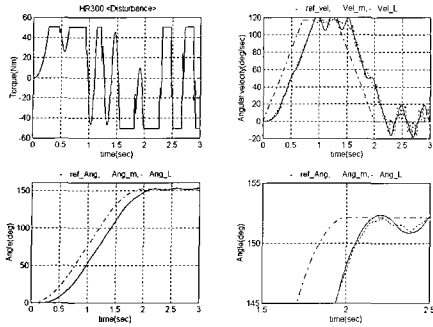 HR300 <Disturbance>
60
40
20
0
-20
-40
-60
Torque(Nm)
0 0.5 1 1.5 2 2.5 3
time(sec)
- ref_vel, Vel_m, - Vel_L
120
100
80
60
40
20
0
-20
Angular velocity(deg/sec)
0 0.5 1 1.5 2 2.5 3
time(sec)
- ref_Ang, Ang_m, - Ang_L
150
100
50
0
Angle(deg)
0 0.5 1 1.5 2 2.5 3
time(sec)
- ref_Ang, Ang_m, - Ang_L
155
150
145
Angle(deg)
1.5 2 2.5
time(sec)